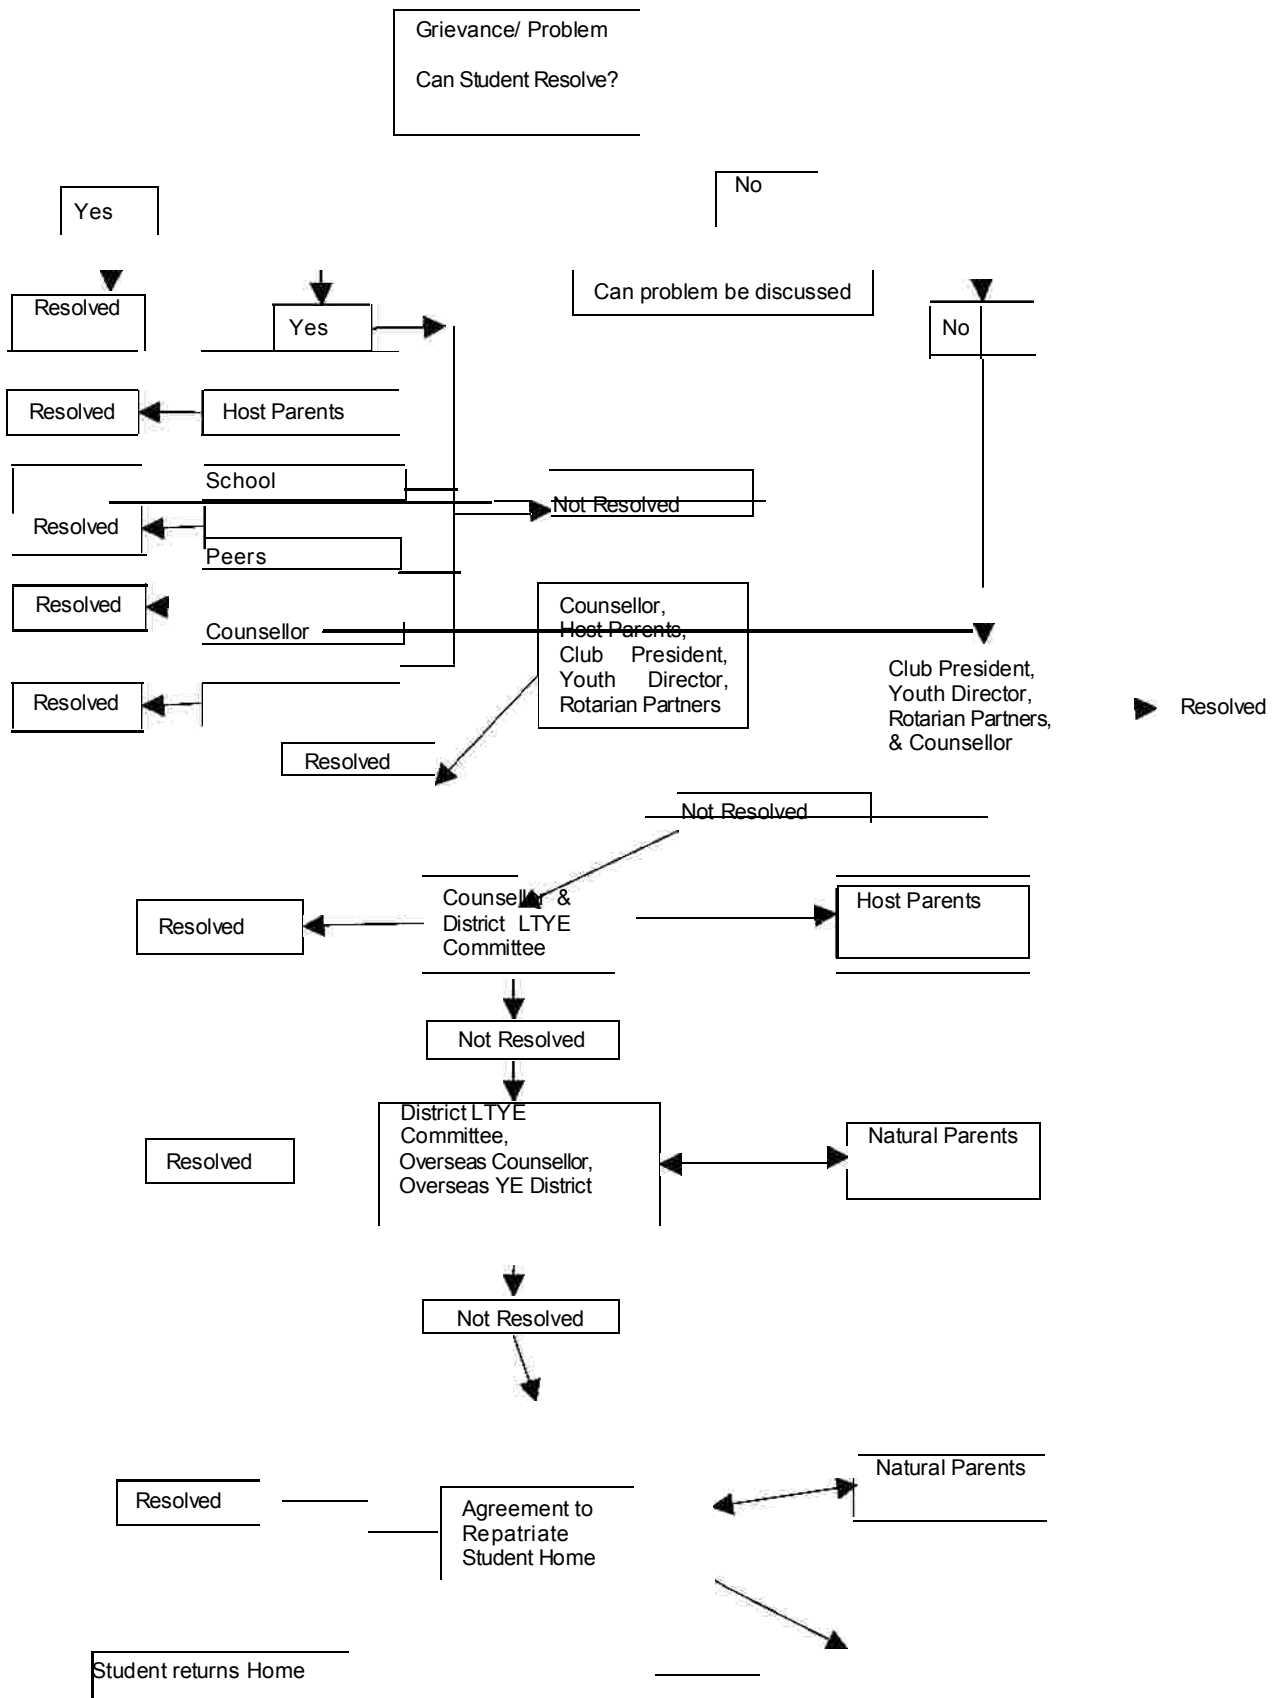 Grievance/ Problem
Can Student Resolve?
No
Yes
Can problem be discussed
Resolved
Yes
No
Resolved
Host Parents
School
Not Resolved
Resolved
Peers
Resolved
Counsellor
Counsellor,
Host Parents,
Club President,
Youth Director,
Rotarian Partners
Club President,
Youth Director,
Rotarian Partners,
& Counsellor
Resolved
Resolved
Resolved
Not Resolved
Resolved
Counsellor &
District LTYE
Committee
Host Parents
Not Resolved
District LTYE
Committee,
Overseas Counsellor,
Overseas YE District
Resolved
Natural Parents
Not Resolved
Resolved
Agreement to
Repatriate
Student Home
Natural Parents
Student returns Home